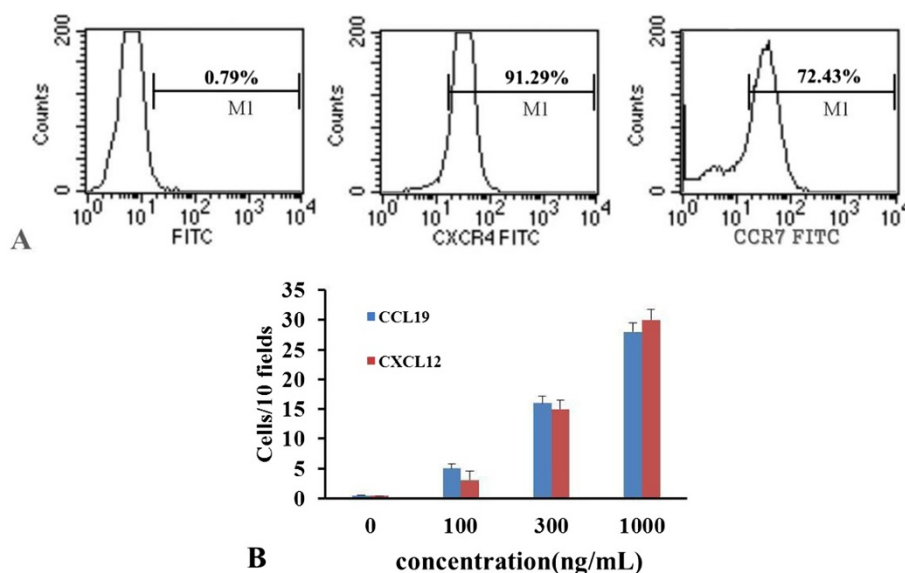 200
Counts
0
0.79%
M1
10^0 10^1 10^2 10^3 10^4
FITC
200
Counts
0
91.29%
M1
10^0 10^1 10^2 10^3 10^4
CXCR4 FITC
200
Counts
0
72.43%
M1
10^0 10^1 10^2 10^3 10^4
CCR7 FITC
A
Cells/10 fields
35
30
25
20
15
10
5
0
CCL19
CXCL12
0 100 300 1000
concentration(ng/mL)
B